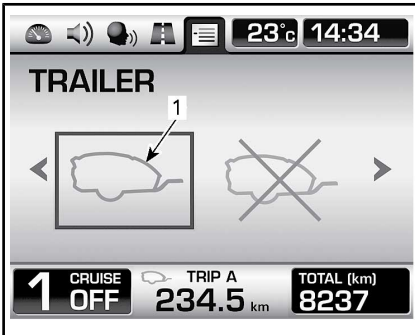 23°c 14:34
TRAILER
1
1 CRUISE OFF
TRIP A
234.5 km
TOTAL (km)
8237